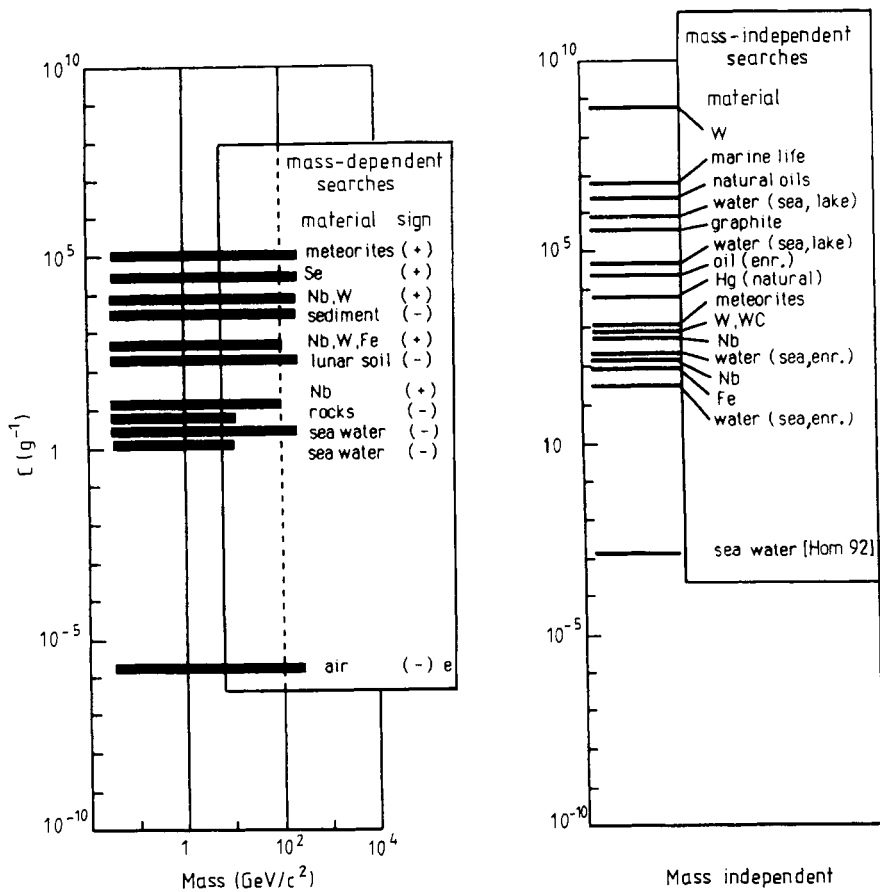 10^10
10^5
1
10^-5
10^-10
C (g^-1)
mass-dependent
searches
material sign
meteorites (+)
Se (+)
Nb,W (+)
sediment (-)
Nb,W,Fe (+)
lunar soil (-)
Nb (+)
rocks (-)
sea water (-)
sea water (-)
air (-) e
1 10^2 10^4
Mass (GeV/c^2)
mass-independent
searches
material
W
marine life
natural oils
water (sea, lake)
graphite
water (sea,lake)
oil (enr.)
Hg (natural)
meteorites
W,WC
Nb
water (sea,enr.)
Nb
Fe
water (sea,enr.)
sea water [Hom 92]
10^10
10^5
10
10^-5
10^-10
Mass independent